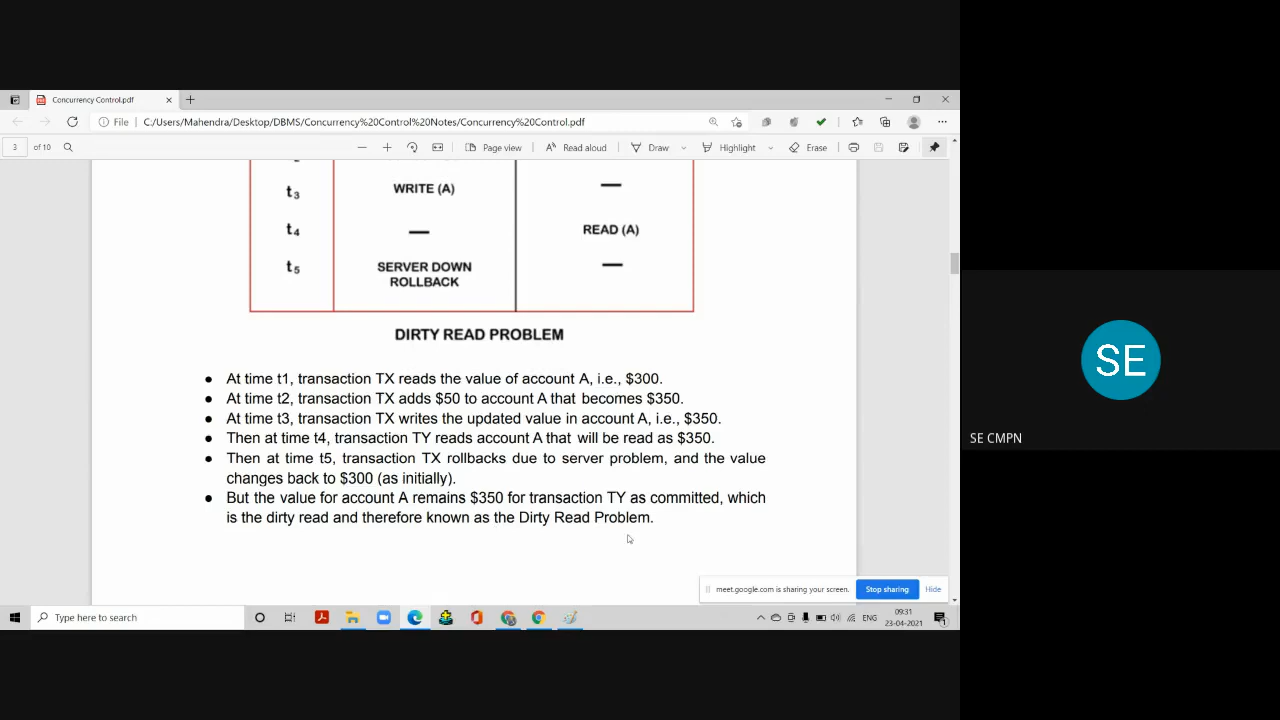 Concurrency Control.pdf
File
C:/Users/Mahendra/Desktop/DBMS/Concurrency%20Control%20Notes/Concurrency%20Control.pdf
3 of 10
Page view
Read aloud
Draw
Highlight
Erase
t3 WRITE (A) —
t4 — READ (A)
t5 SERVER DOWN —
ROLLBACK
DIRTY READ PROBLEM
● At time t1, transaction TX reads the value of account A, i.e., $300.
● At time t2, transaction TX adds $50 to account A that becomes $350.
● At time t3, transaction TX writes the updated value in account A, i.e., $350.
● Then at time t4, transaction TY reads account A that will be read as $350.
● Then at time t5, transaction TX rollbacks due to server problem, and the value
changes back to $300 (as initially).
● But the value for account A remains $350 for transaction TY as committed, which
is the dirty read and therefore known as the Dirty Read Problem.
meet.google.com is sharing your screen.
Stop sharing
Hide
Type here to search
ENG
09:31
23-04-2021
SE
SE CMPN